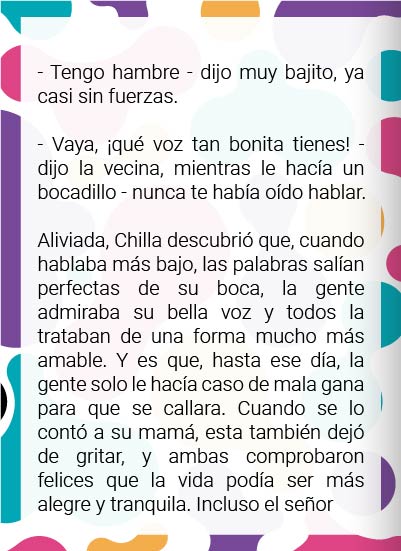 - Tengo hambre - dijo muy bajito, ya
casi sin fuerzas.
- Vaya, ¡qué voz tan bonita tienes! -
dijo la vecina, mientras le hacía un
bocadillo - nunca te había oído hablar.
Aliviada, Chilla descubrió que, cuando
hablaba más bajo, las palabras salían
perfectas de su boca, la gente
admiraba su bella voz y todos la
trataban de una forma mucho más
amable. Y es que, hasta ese día, la
gente solo le hacía caso de mala gana
para que se callara. Cuando se lo
contó a su mamá, esta también dejó
de gritar, y ambas comprobaron
felices que la vida podía ser más
alegre y tranquila. Incluso el señor